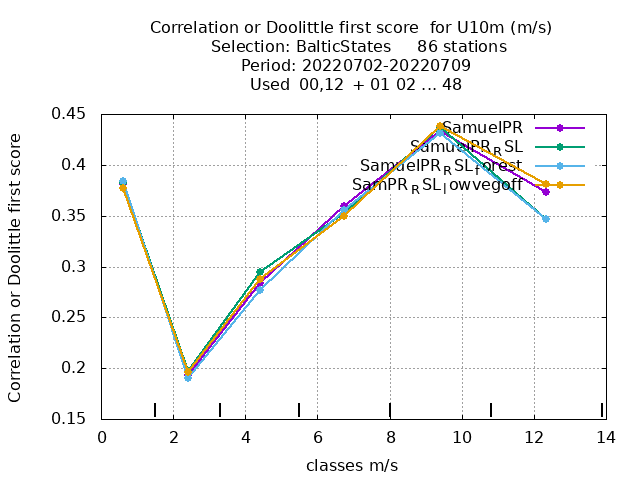 Correlation or Doolittle first score  for U10m (m/s)
Selection: BalticStates     86 stations
Period: 20220702-20220709
Used  00,12  + 01 02 ... 48
Correlation or Doolittle first score
0.45
0.4
0.35
0.3
0.25
0.2
0.15
SamuelPR
SamuelPR_RSL
SamuelPR_RSL_forest
SamPR_RSL_lowvegoff
0 2 4 6 8 10 12 14
classes m/s